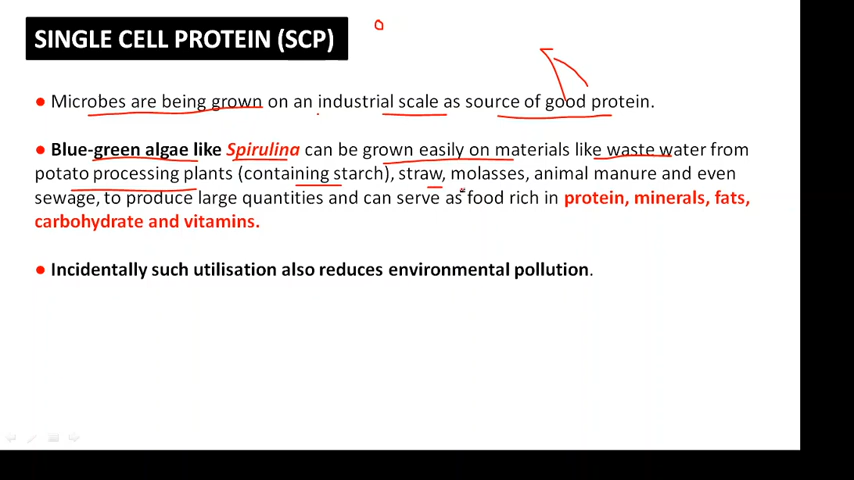 SINGLE CELL PROTEIN (SCP)
● Microbes are being grown on an industrial scale as source of good protein.
● Blue-green algae like Spirulina can be grown easily on materials like waste water from
potato processing plants (containing starch), straw, molasses, animal manure and even
sewage, to produce large quantities and can serve as food rich in protein, minerals, fats,
carbohydrate and vitamins.
● Incidentally such utilisation also reduces environmental pollution.